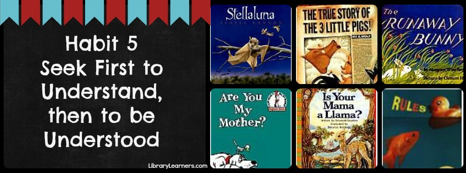 Habit 5
Seek First to
Understand,
then to be
Understood
LibraryLearners.com
Stellaluna
THE TRUE STORY OF
THE 3 LITTLE PIGS!
The
RUNAWAY
BUNNY
Are You
My
Mother?
Is Your
Mama
a Llama?
RULES